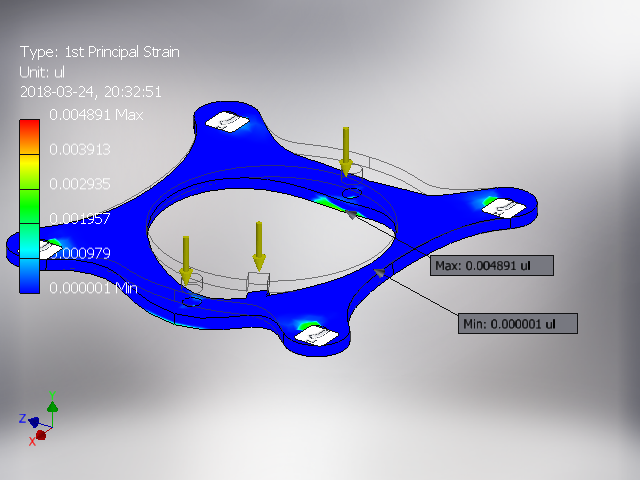 Type: 1st Principal Strain
Unit: ul
2018-03-24, 20:32:51
0.004891 Max
0.003913
0.002935
0.001957
0.000979
0.000001 Min
Max: 0.004891 ul
Min: 0.000001 ul
Y
Z
X